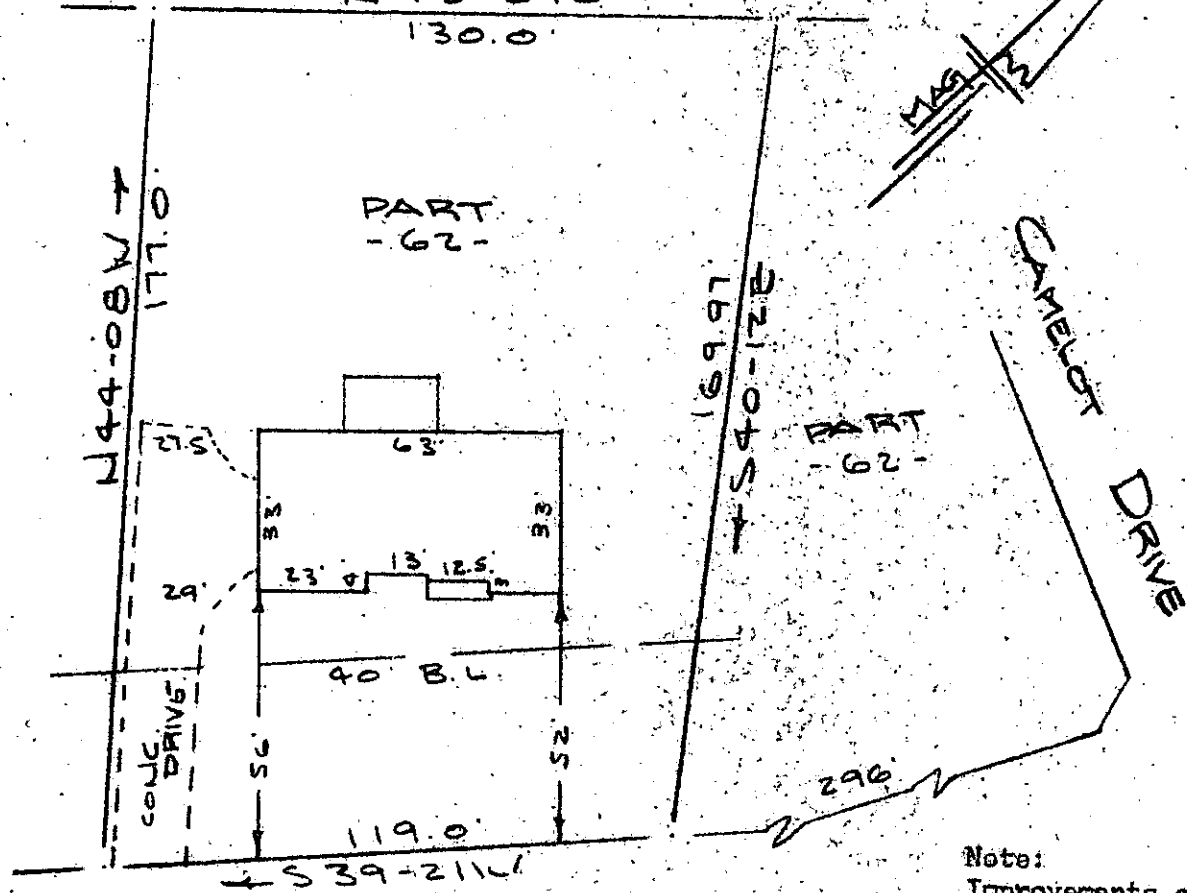 130.0'
MAG
N44-08W →
177.0'
PART
- 62 -
169.97
← S40-12E
CAMELOT
DRIVE
PART
- 62 -
27.5
63'
33'
33'
23'
4
13'
12.5'
3
29'
40' B.L.
CONC.
DRIVE
56'
52'
296'
119.0'
← S39-21W
Note: